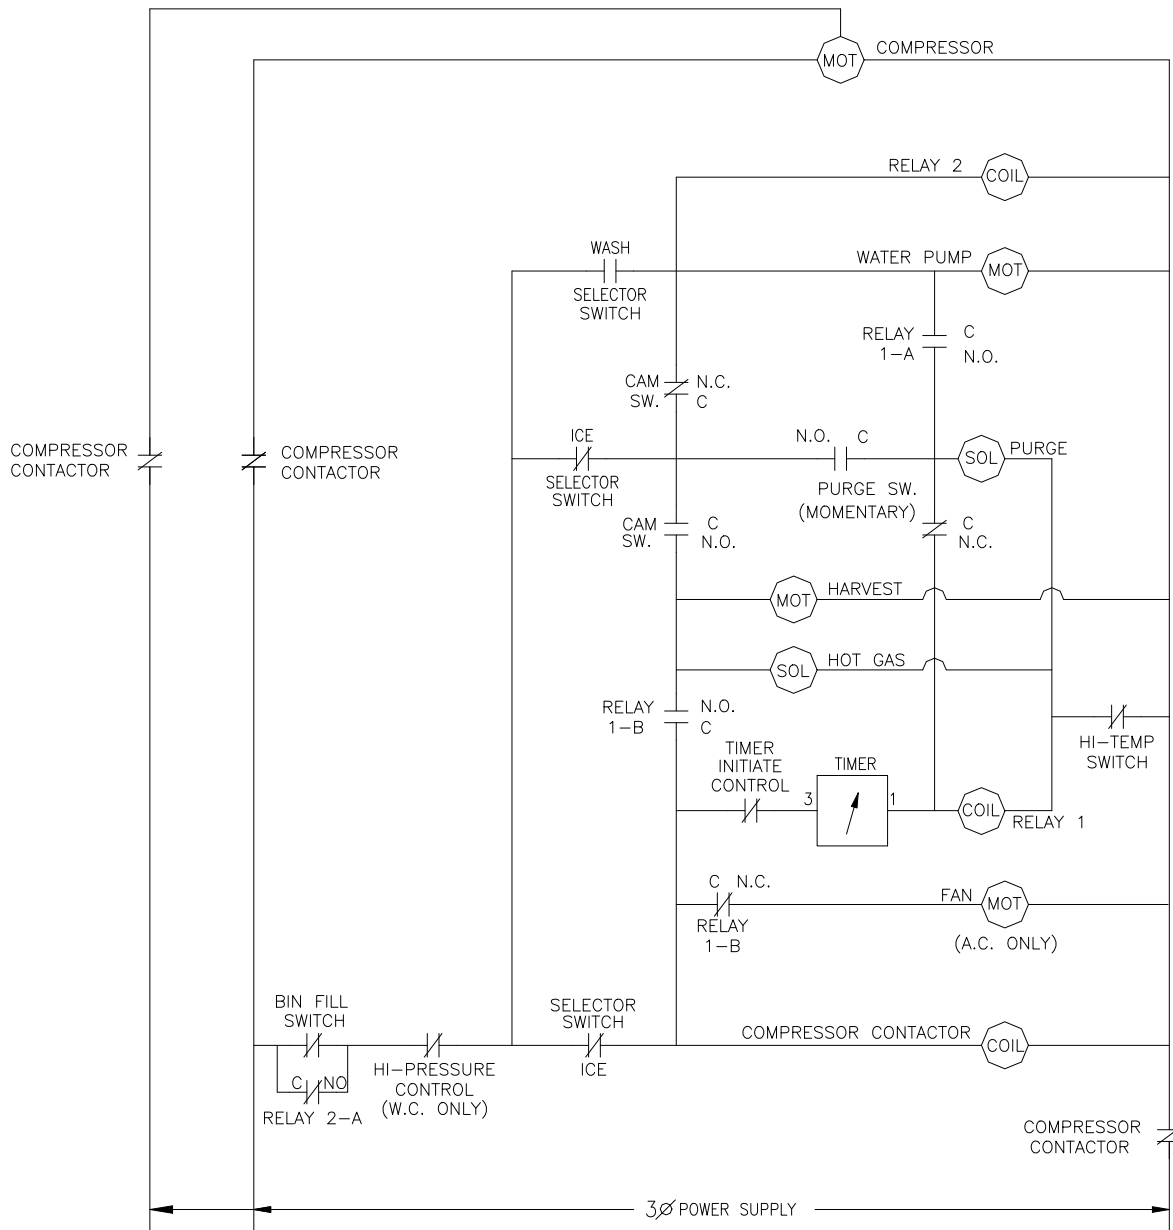 MOT
COMPRESSOR
RELAY 2
COIL
WASH
SELECTOR
SWITCH
WATER PUMP
MOT
RELAY
1-A
C
N.O.
CAM
SW.
N.C.
C
COMPRESSOR
CONTACTOR
COMPRESSOR
CONTACTOR
ICE
SELECTOR
SWITCH
N.O.
C
PURGE SW.
(MOMENTARY)
SOL
PURGE
CAM
SW.
C
N.O.
C
N.C.
MOT
HARVEST
SOL
HOT GAS
RELAY
1-B
N.O.
C
HI-TEMP
SWITCH
TIMER
INITIATE
CONTROL
TIMER
3
1
COIL
RELAY 1
C N.C.
RELAY
1-B
FAN
MOT
(A.C. ONLY)
BIN FILL
SWITCH
C
NO
RELAY 2-A
HI-PRESSURE
CONTROL
(W.C. ONLY)
SELECTOR
SWITCH
ICE
COMPRESSOR CONTACTOR
COIL
COMPRESSOR
CONTACTOR
3Ø POWER SUPPLY